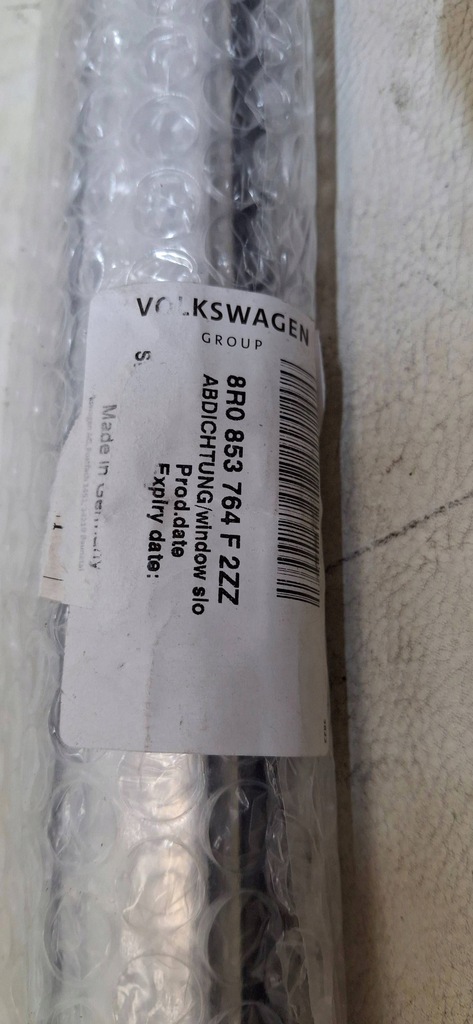 VOLKSWAGEN
GROUP
8R0 853 764 F 2ZZ
ABDICHTUNG/window slo
Prod.date
Expiry date:
S.
Made in Germany